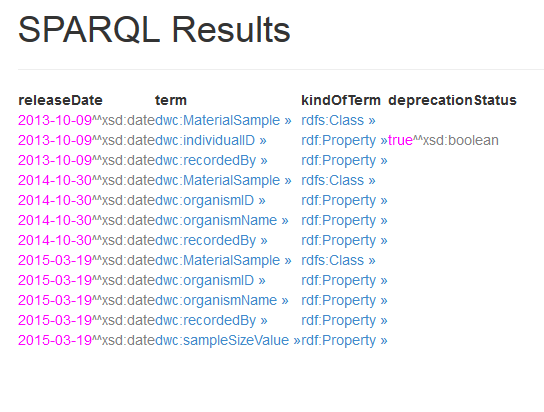 SPARQL Results
releaseDate term kindOfTerm deprecationStatus
2013-10-09^^xsd:date dwc:MaterialSample » rdfs:Class »
2013-10-09^^xsd:date dwc:individualID » rdf:Property » true^^xsd:boolean
2013-10-09^^xsd:date dwc:recordedBy » rdf:Property »
2014-10-30^^xsd:date dwc:MaterialSample » rdfs:Class »
2014-10-30^^xsd:date dwc:organismID » rdf:Property »
2014-10-30^^xsd:date dwc:organismName » rdf:Property »
2014-10-30^^xsd:date dwc:recordedBy » rdf:Property »
2015-03-19^^xsd:date dwc:MaterialSample » rdfs:Class »
2015-03-19^^xsd:date dwc:organismID » rdf:Property »
2015-03-19^^xsd:date dwc:organismName » rdf:Property »
2015-03-19^^xsd:date dwc:recordedBy » rdf:Property »
2015-03-19^^xsd:date dwc:sampleSizeValue » rdf:Property »